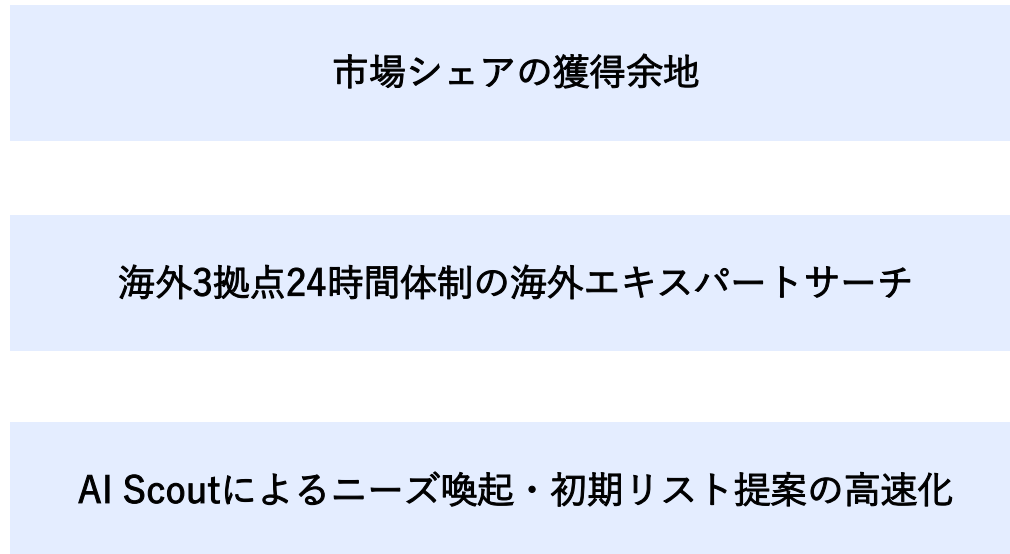 市場シェアの獲得余地
海外3拠点24時間体制の海外エキスパートサーチ
AI Scoutによるニーズ喚起・初期リスト提案の高速化